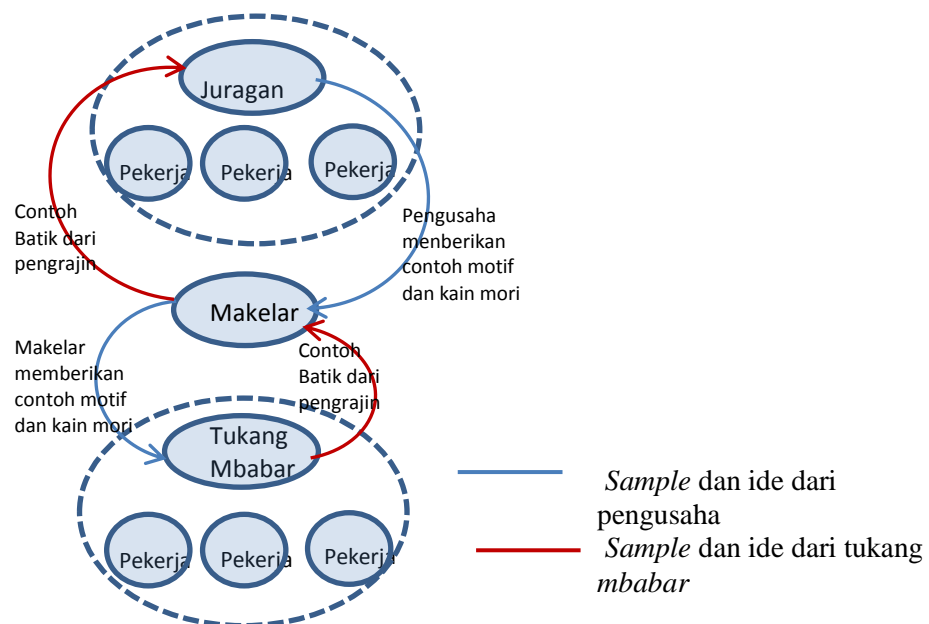 Juragan
Pekerja
Pekerja
Pekerja
Contoh
Batik dari
pengrajin
Pengusaha
menberikan
contoh motif
dan kain mori
Makelar
Makelar
memberikan
contoh motif
dan kain mori
Contoh
Batik dari
pengrajin
Tukang
Mbabar
Pekerja
Pekerja
Pekerja
Sample dan ide dari
pengusaha
Sample dan ide dari tukang
mbabar